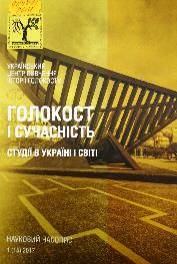 УКРАЇНСЬКИЙ
ЦЕНТР ВИВЧЕННЯ
ІСТОРІЇ ГОЛОКОСТУ
ГОЛОКОСТ
І СУЧАСНІСТЬ
СТУДІЇ В УКРАЇНІ І СВІТІ
НАУКОВИЙ ЧАСОПИС